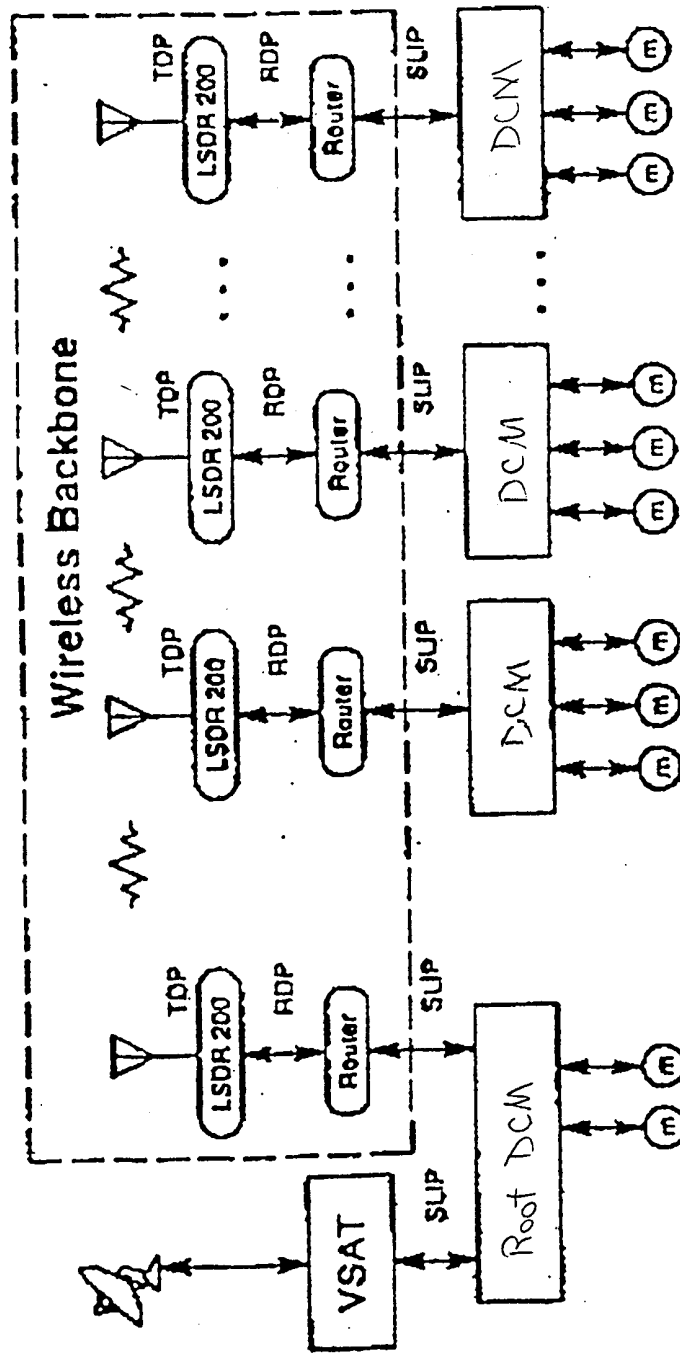 Wireless Backbone
TDP TDP TDP TDP
LSDR 200 LSDR 200 LSDR 200 ... LSDR 200
RDP RDP RDP RDP
VSAT Router Router Router ... Router
SLIP SLIP SLIP SLIP SLIP
Root DCM DCM DCM ... DCM
m m m m m m m m m m m